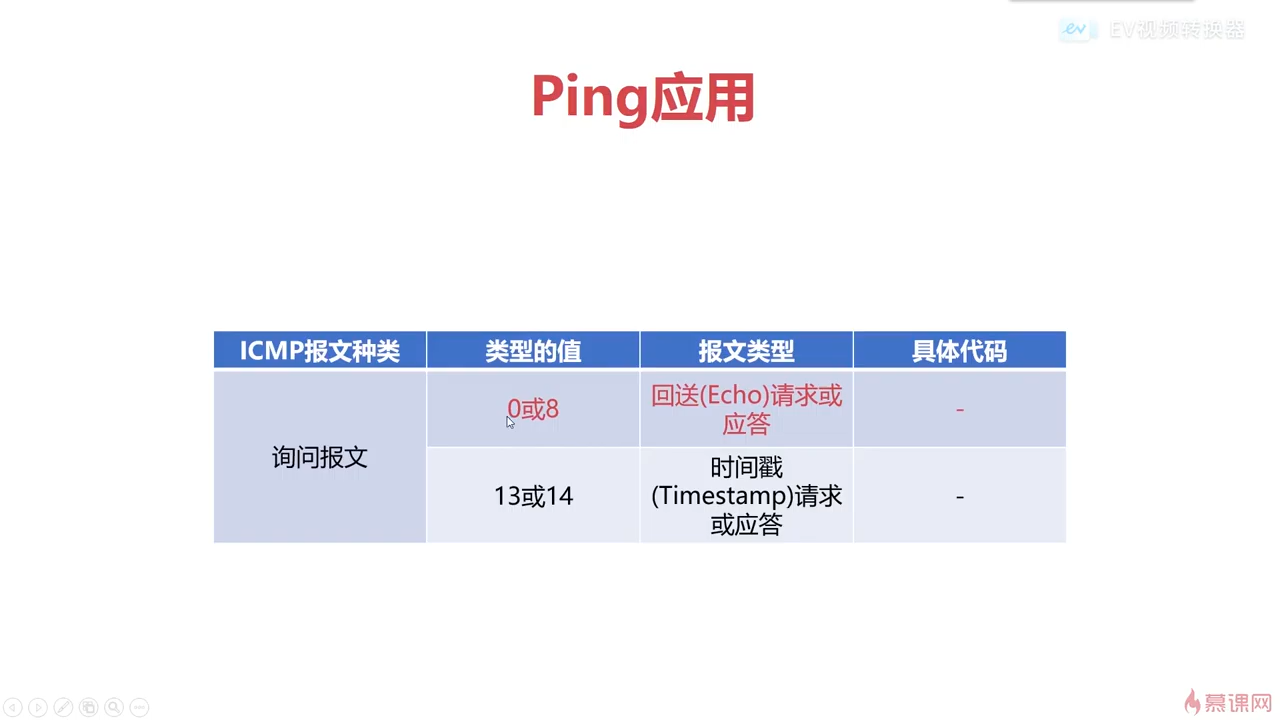 EV视频转换器
Ping应用
ICMP报文种类 类型的值 报文类型 具体代码
询问报文
0或8
回送(Echo)请求或
应答
-
13或14
时间戳
(Timestamp)请求
或应答
-
慕课网